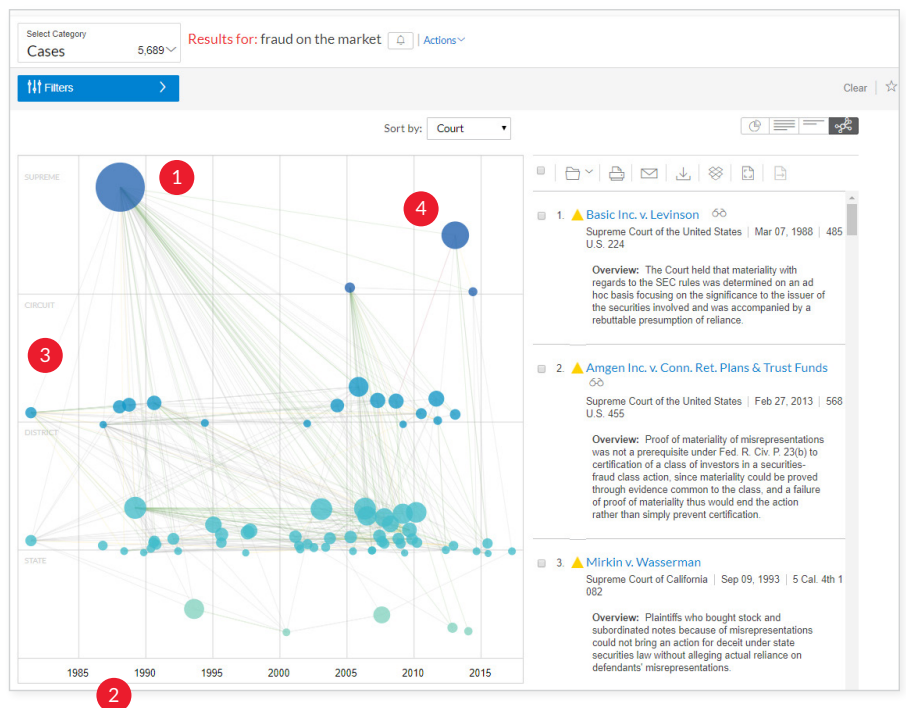 Select Category
Cases 5,689
Results for: fraud on the market | Actions
Filters
Clear
Sort by: Court
SUPREME
1
4
CIRCUIT
3
DISTRICT
STATE
1985 1990 1995 2000 2005 2010 2015
2
1. Basic Inc. v. Levinson
Supreme Court of the United States | Mar 07, 1988 | 485
U.S. 224
Overview: The Court held that materiality with
regards to the SEC rules was determined on an ad
hoc basis focusing on the significance to the issuer of
the securities involved and was accompanied by a
rebuttable presumption of reliance.
2. Amgen Inc. v. Conn. Ret. Plans & Trust Funds
Supreme Court of the United States | Feb 27, 2013 | 568
U.S. 455
Overview: Proof of materiality of misrepresentations
was not a prerequisite under Fed. R. Civ. P. 23(b) to
certification of a class of investors in a securities-
fraud class action, since materiality could be proved
through evidence common to the class, and a failure
of proof of materiality thus would end the action
rather than simply prevent certification.
3. Mirkin v. Wasserman
Supreme Court of California | Sep 09, 1993 | 5 Cal. 4th 1
082
Overview: Plaintiffs who bought stock and
subordinated notes because of misrepresentations
could not bring an action for deceit under state
securities law without alleging actual reliance on
defendants' misrepresentations.